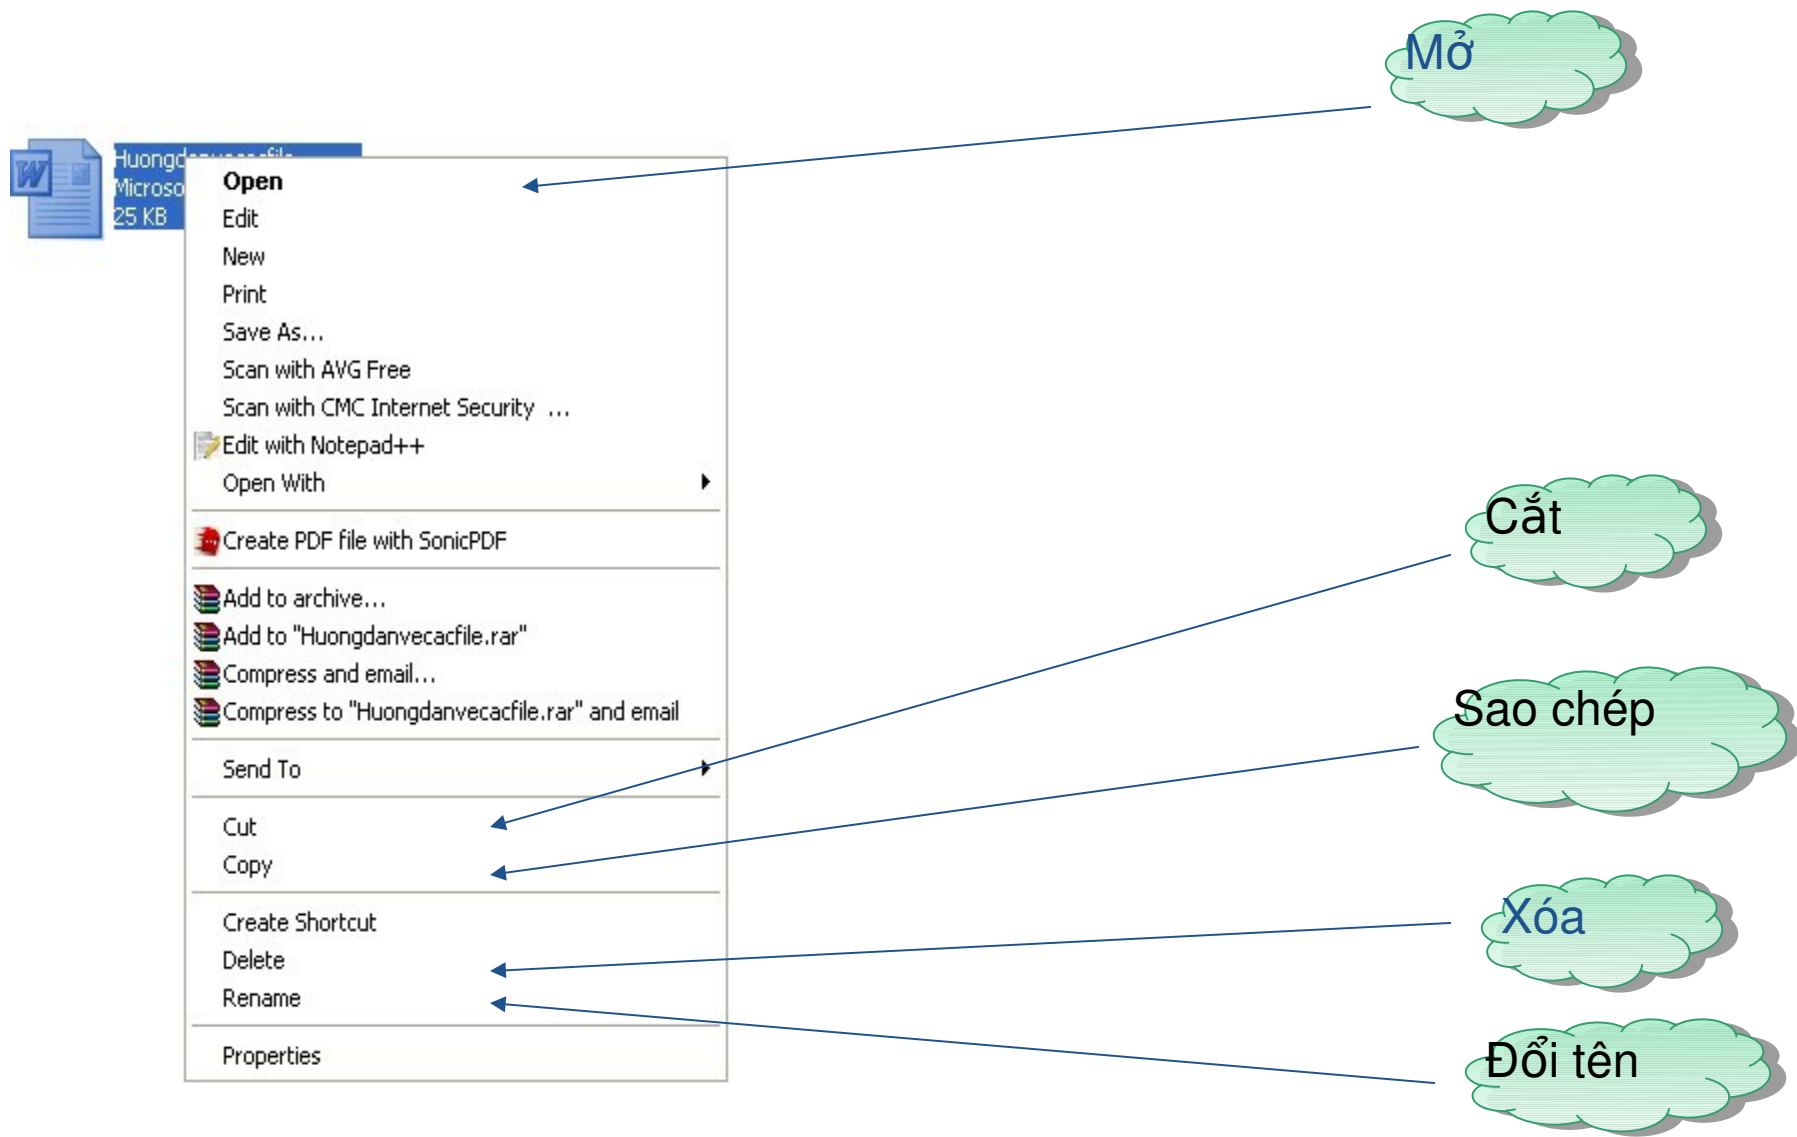 Mở
Huongd
Microso
25 KB
Open
Edit
New
Print
Save As...
Scan with AVG Free
Scan with CMC Internet Security ...
Edit with Notepad++
Open With
Create PDF file with SonicPDF
Add to archive...
Add to "Huongdanvecacfile.rar"
Compress and email...
Compress to "Huongdanvecacfile.rar" and email
Send To
Cut
Copy
Create Shortcut
Delete
Rename
Properties
Cắt
Sao chép
Xóa
Đổi tên